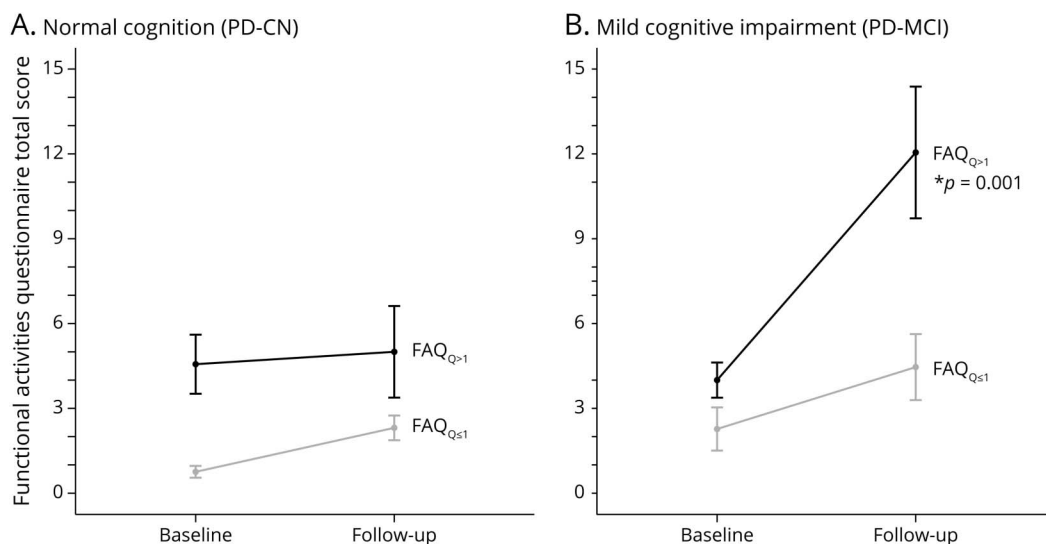 A. Normal cognition (PD-CN)
Functional activities questionnaire total score
15
12
9
6
3
0
FAQQ>1
FAQQ≤1
Baseline
Follow-up
B. Mild cognitive impairment (PD-MCI)
15
12
9
6
3
0
FAQQ>1
*p = 0.001
FAQQ≤1
Baseline
Follow-up